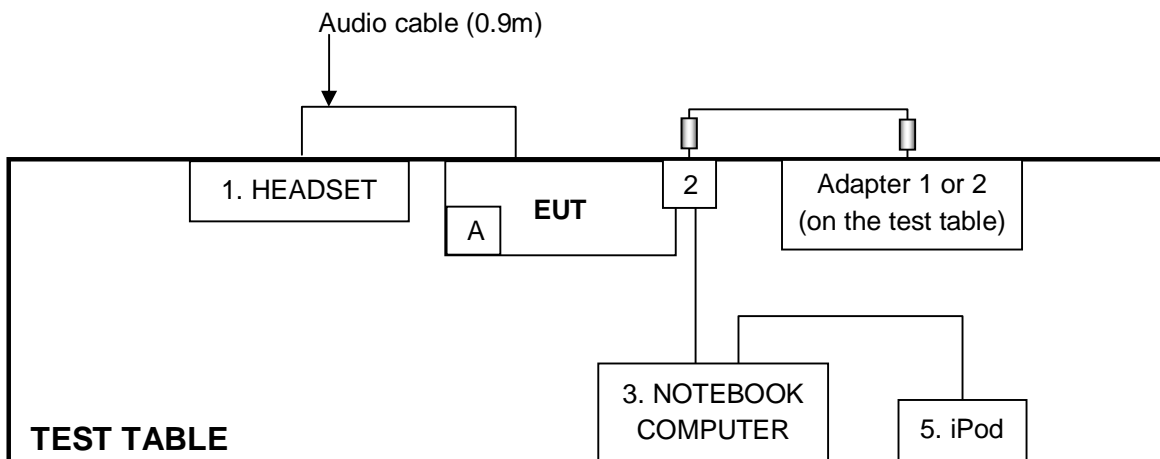 Audio cable (0.9m)
1. HEADSET
EUT
A
2
Adapter 1 or 2
(on the test table)
3. NOTEBOOK
COMPUTER
5. iPod
TEST TABLE